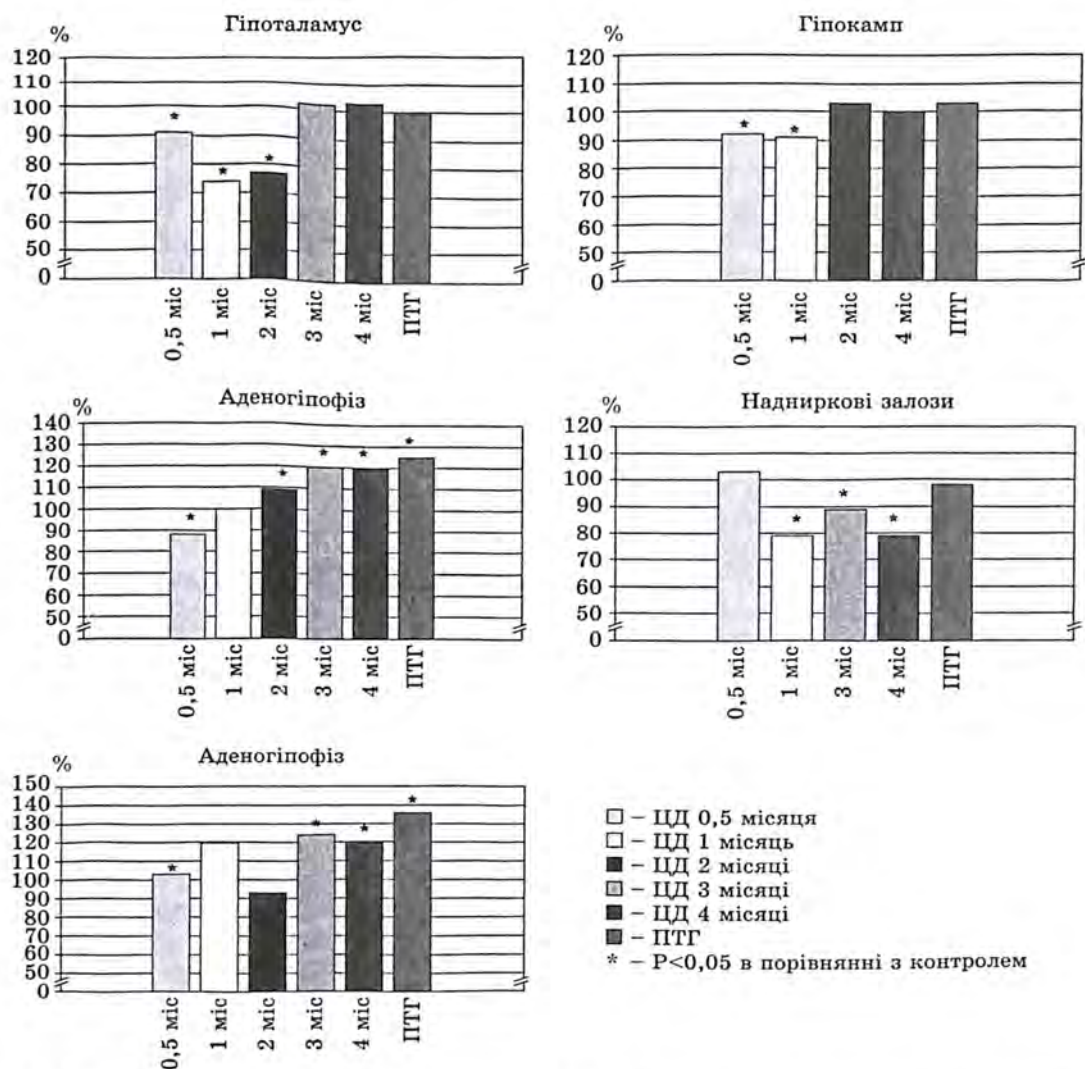 Гіпоталамус
%
120
110
100
90
80
70
60
50
0
*
*
*
0,5 міс
1 міс
2 міс
3 міс
4 міс
ПТГ
Гіпокамп
%
120
110
100
90
80
70
60
50
0
*
*
0,5 міс
1 міс
2 міс
4 міс
ПТГ
Аденогіпофіз
%
140
130
120
110
100
90
80
70
60
50
0
*
*
*
*
*
0,5 міс
1 міс
2 міс
3 міс
4 міс
ПТГ
Надниркові залози
%
120
110
100
90
80
70
60
50
0
*
*
*
0,5 міс
1 міс
3 міс
4 міс
ПТГ
Аденогіпофіз
%
150
140
130
120
110
100
90
80
70
60
50
0
*
*
*
*
0,5 міс
1 міс
2 міс
3 міс
4 міс
ПТГ
– ЦД 0,5 місяця
– ЦД 1 місяць
– ЦД 2 місяці
– ЦД 3 місяці
– ЦД 4 місяці
– ПТГ
* – P<0,05 в порівнянні з контролем